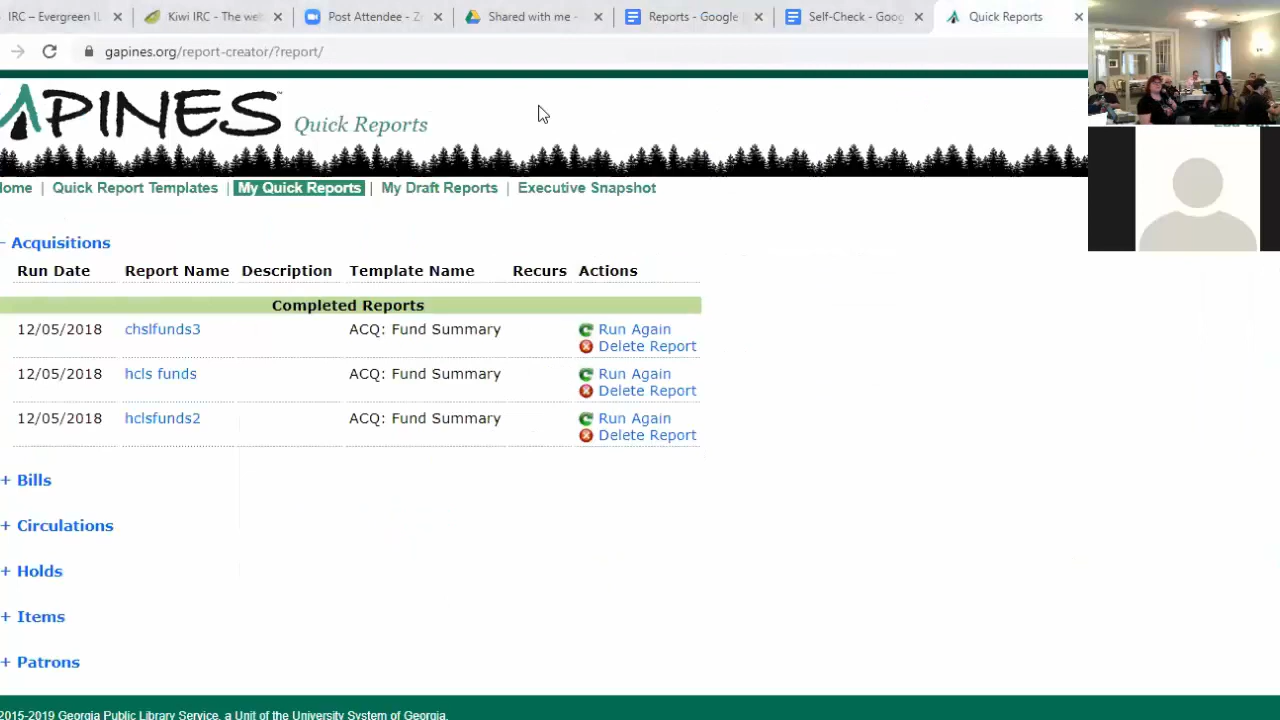 IRC – Evergreen IL
Kiwi IRC - The we
Post Attendee - Z
Shared with me -
Reports - Google
Self-Check - Goog
Quick Reports
gapines.org/report-creator/?report/
PINES™ Quick Reports
ome | Quick Report Templates | My Quick Reports | My Draft Reports | Executive Snapshot
- Acquisitions
Run Date Report Name Description Template Name Recurs Actions
Completed Reports
12/05/2018 chslfunds3 ACQ: Fund Summary Run Again
Delete Report
12/05/2018 hcls funds ACQ: Fund Summary Run Again
Delete Report
12/05/2018 hclsfunds2 ACQ: Fund Summary Run Again
Delete Report
+ Bills
+ Circulations
+ Holds
+ Items
+ Patrons
2015-2019 Georgia Public Library Service, a Unit of the University System of Georgia.